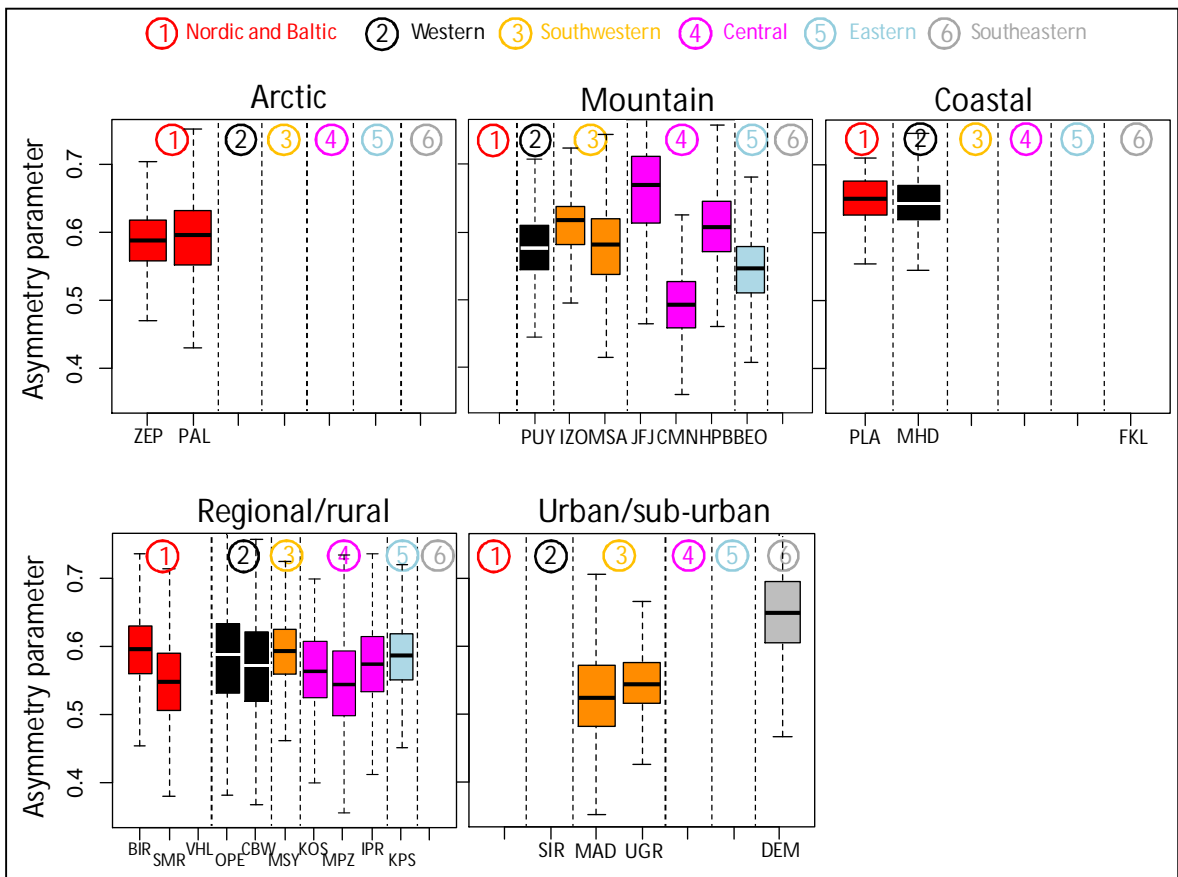 1 Nordic and Baltic 2 Western 3 Southwestern 4 Central 5 Eastern 6 Southeastern
Arctic Mountain Coastal
1 2 3 4 5 6 1 2 3 4 5 6 1 2 3 4 5 6
Asymmetry parameter
0.7
0.6
0.5
0.4
ZEP PAL PUY IZO MSA JFJ CMN HPB BEO PLA MHD FKL
Regional/rural Urban/sub-urban
1 2 3 4 5 6 1 2 3 4 5 6
Asymmetry parameter
0.7
0.6
0.5
0.4
BIR SMR VHL OPE CBW MSY KOS MPZ IPR KPS SIR MAD UGR DEM